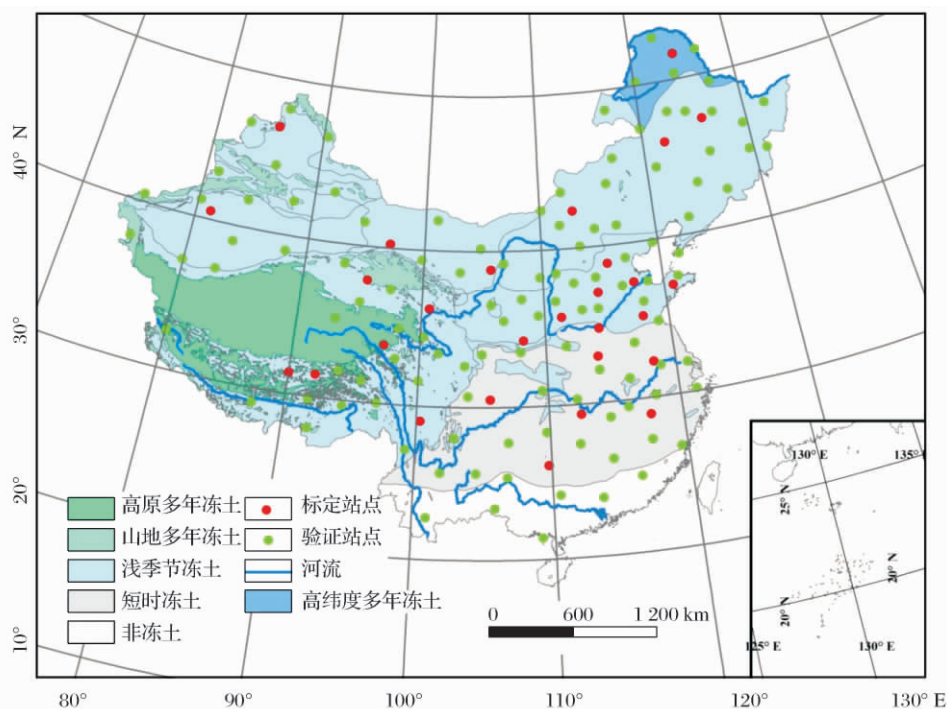 40° N
30°
20°
10°
高原多年冻土
山地多年冻土
浅季节冻土
短时冻土
非冻土
标定站点
验证站点
河流
高纬度多年冻土
0 600 1 200 km
130° E
135° E
25° N
20° N
20° N
125° E
130° E
80°
90°
100°
110°
120°
130° E